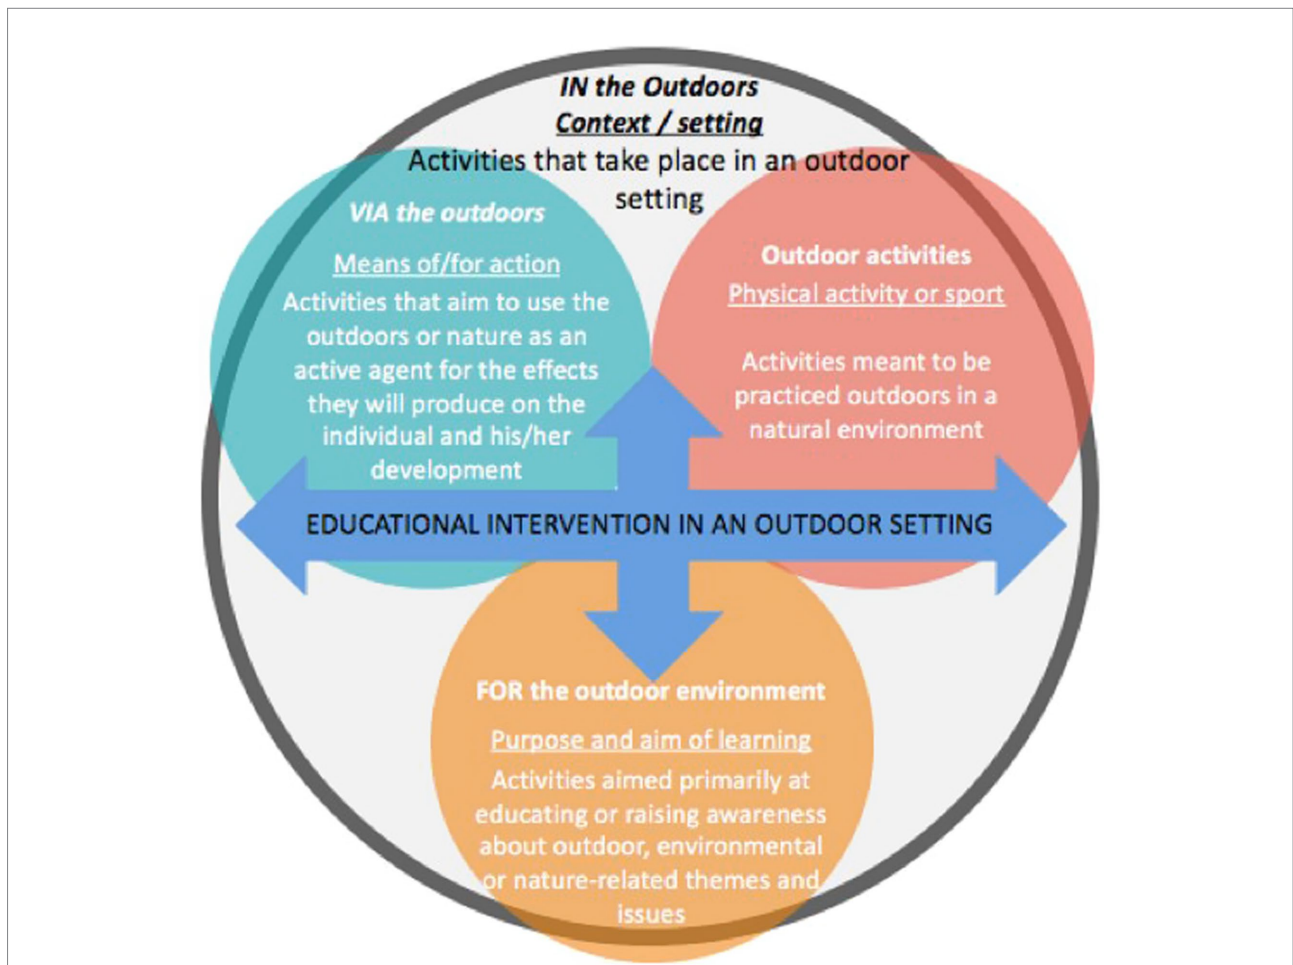 IN the Outdoors
Context / setting
Activities that take place in an outdoor
setting
VIA the outdoors
Means of/for action
Activities that aim to use the
outdoors or nature as an
active agent for the effects
they will produce on the
individual and his/her
development
Outdoor activities
Physical activity or sport
Activities meant to be
practiced outdoors in a
natural environment
EDUCATIONAL INTERVENTION IN AN OUTDOOR SETTING
FOR the outdoor environment
Purpose and aim of learning
Activities aimed primarily at
educating or raising awareness
about outdoor, environmental
or nature-related themes and
issues